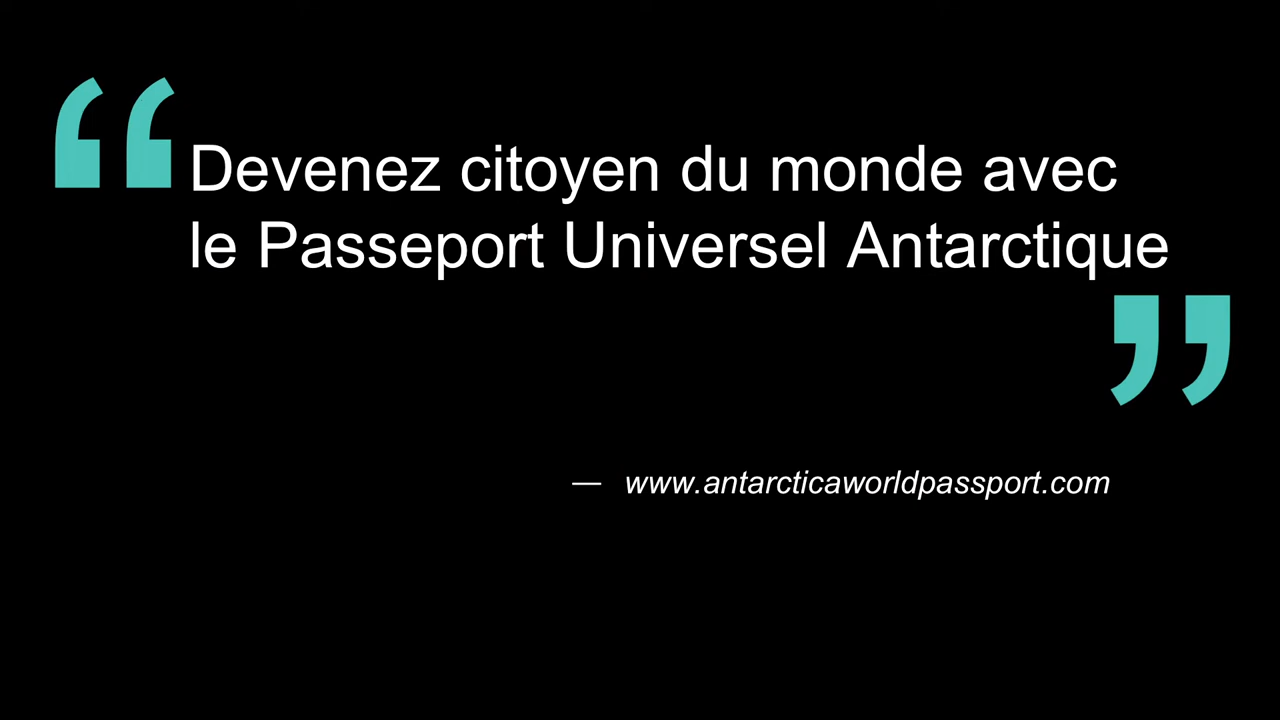 “Devenez citoyen du monde avec
le Passeport Universel Antarctique”
— www.antarcticaworldpassport.com